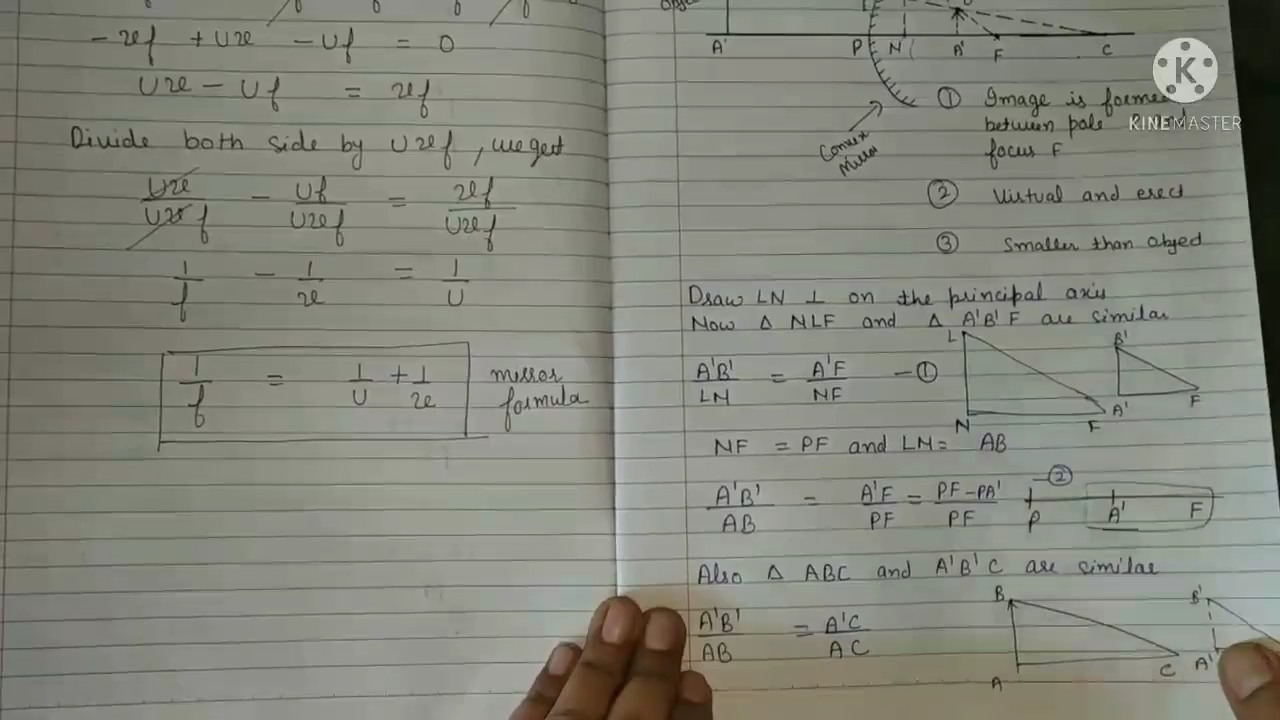 -vf + uv - uf = 0
uv - uf = vf
Divide both side by uvf, we get
uv/uvf - uf/uvf = vf/uvf
1/f - 1/v = 1/u
1/f = 1/u + 1/v mirror formula
A' P N A' F C
Convex Mirror
① Image is formed
between pole and
focus F
② Virtual and erect
③ Smaller than object
Draw LN ⊥ on the principal axis
Now Δ NLF and Δ A'B'F are similar
A'B'/LN = A'F/NF - ①
L N F
B' A' F
NF = PF and LN = AB
A'B'/AB = A'F/PF = PF-PA'/PF - ②
P A' F
Also Δ ABC and A'B'C are similar
A'B'/AB = A'C/AC
B A C
B' A'
KINEMASTER